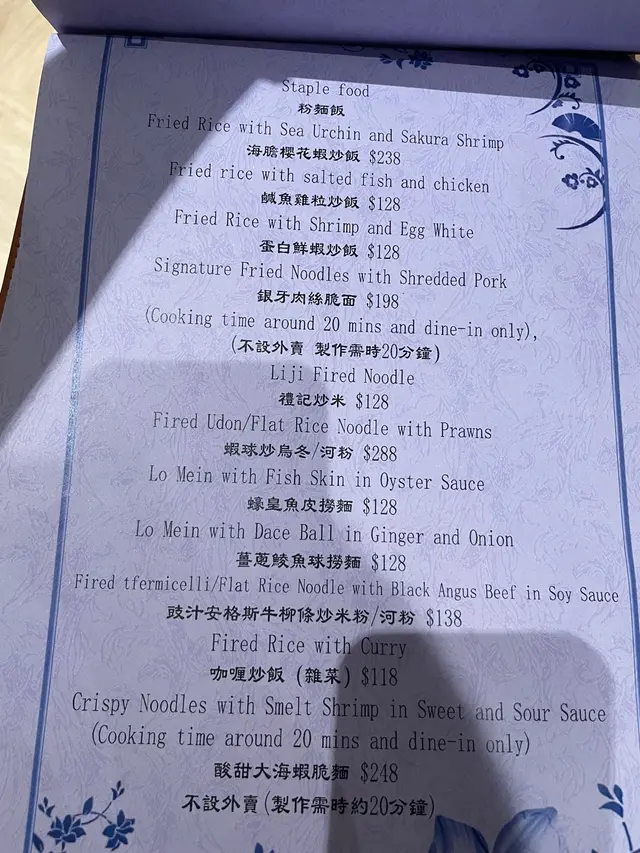 Staple food
粉麵飯
Fried Rice with Sea Urchin and Sakura Shrimp
海膽櫻花蝦炒飯 $238
Fried rice with salted fish and chicken
鹹魚雞粒炒飯 $128
Fried Rice with Shrimp and Egg White
蛋白鮮蝦炒飯 $128
Signature Fried Noodles with Shredded Pork
銀牙肉絲脆面 $198
(Cooking time around 20 mins and dine-in only),
(不設外賣 製作需時20分鐘)
Liji Fired Noodle
禮記炒米 $128
Fired Udon/Flat Rice Noodle with Prawns
蝦球炒烏冬/河粉 $288
Lo Mein with Fish Skin in Oyster Sauce
蠔皇魚皮撈麵 $128
Lo Mein with Dace Ball in Ginger and Onion
薑蔥鯪魚球撈麵 $128
Fired tfermicelli/Flat Rice Noodle with Black Angus Beef in Soy Sauce
豉汁安格斯牛柳條炒米粉/河粉 $138
Fired Rice with Curry
咖喱炒飯 (雜菜) $118
Crispy Noodles with Smelt Shrimp in Sweet and Sour Sauce
(Cooking time around 20 mins and dine-in only)
酸甜大海蝦脆麵 $248
不設外賣(製作需時約20分鐘)